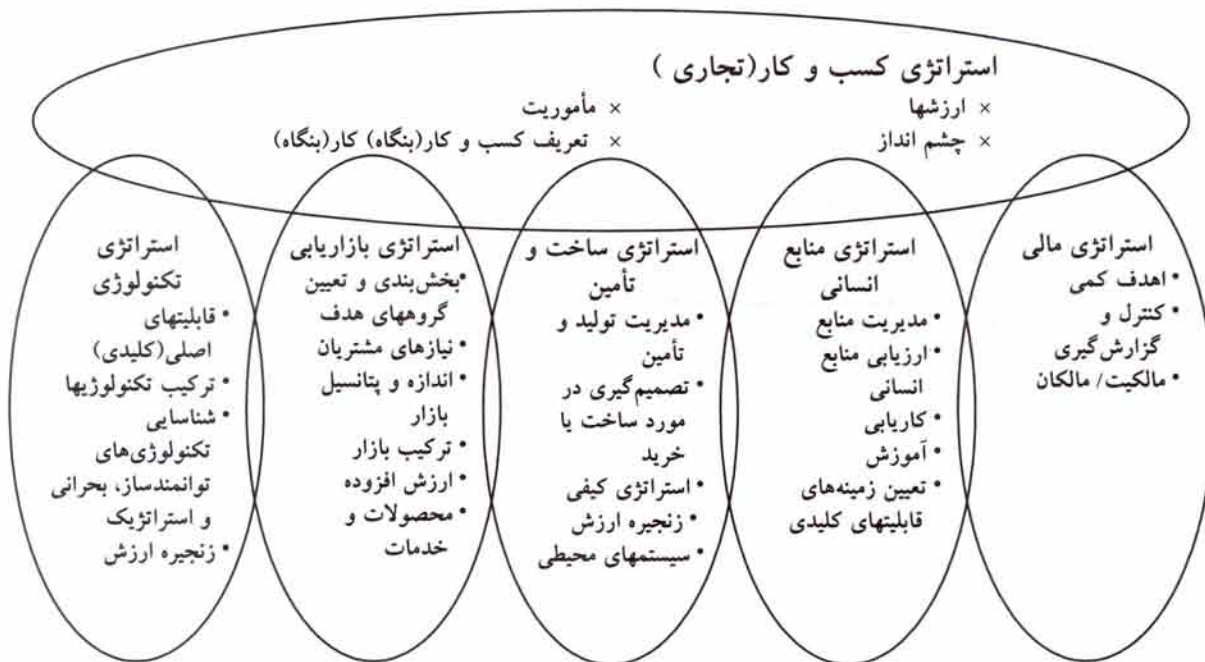 استراتژی کسب و کار(تجاری )
× ارزشها
× مأموریت
× چشم انداز
× تعریف کسب و کار(بنگاه) کار(بنگاه)
استراتژی مالی
• اهدف کمی
• کنترل و
گزارش‌گیری
• مالکیت/ مالکان
استراتژی منابع
انسانی
• مدیریت منابع
• ارزیابی منابع
انسانی
• کاریابی
• آموزش
• تعیین زمینه‌های
قابلیتهای کلیدی
استراتژی ساخت و
تأمین
• مدیریت تولید و
تأمین
• تصمیم‌گیری در
مورد ساخت یا
خرید
• استراتژی کیفی
• زنجیره ارزش
• سیستمهای محیطی
استراتژی بازاریابی
• بخش‌بندی و تعیین
گروههای هدف
• نیازهای مشتریان
• اندازه و پتانسیل
بازار
• ترکیب بازار
• ارزش افزوده
• محصولات و
خدمات
استراتژی
تکنولوژی
• قابلیتهای
اصلی(کلیدی)
• ترکیب تکنولوژیها
• شناسایی
تکنولوژی‌های
توانمندساز، بحرانی
و استراتژیک
• زنجیره ارزش